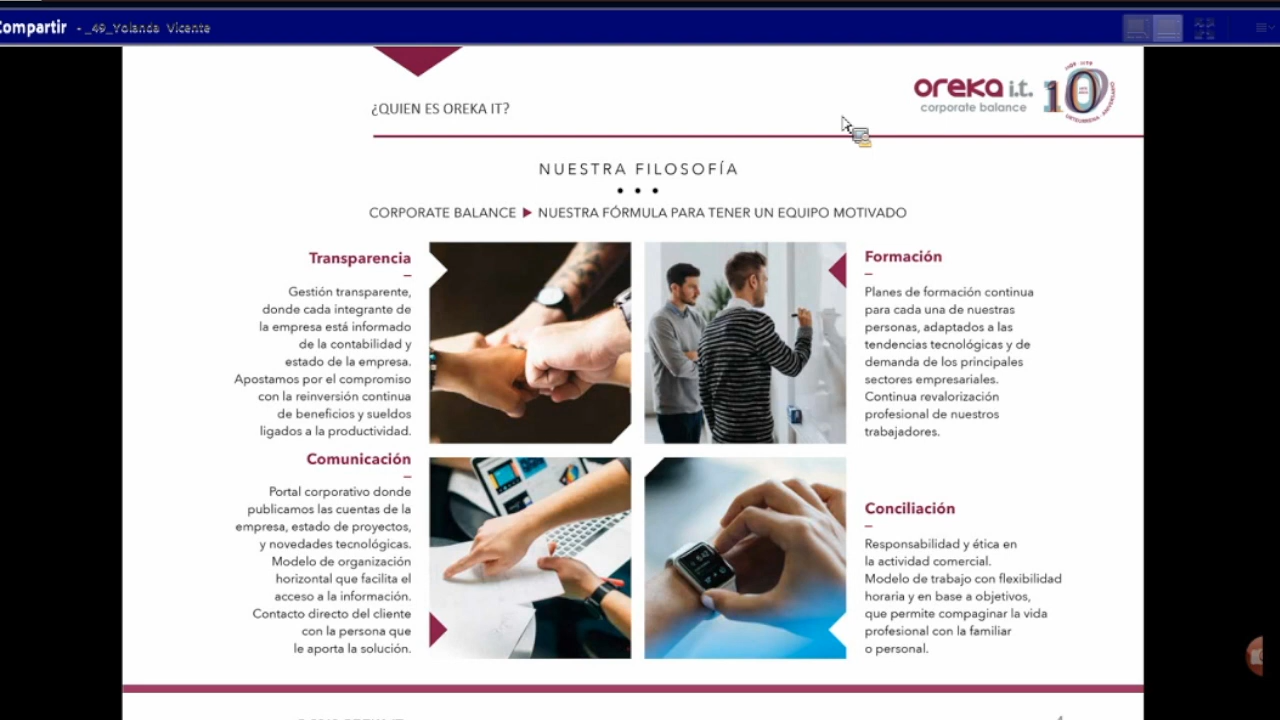 Compartir - _49_Yolanda Vicente
¿QUIEN ES OREKA IT?
oreka i.t.
corporate balance
10
NUESTRA FILOSOFÍA
CORPORATE BALANCE ▶ NUESTRA FÓRMULA PARA TENER UN EQUIPO MOTIVADO
Transparencia
Gestión transparente,
donde cada integrante de
la empresa está informado
de la contabilidad y
estado de la empresa.
Apostamos por el compromiso
con la reinversión continua
de beneficios y sueldos
ligados a la productividad.
Formación
Planes de formación continua
para cada una de nuestras
personas, adaptados a las
tendencias tecnológicas y de
demanda de los principales
sectores empresariales.
Continua revalorización
profesional de nuestros
trabajadores.
Comunicación
Portal corporativo donde
publicamos las cuentas de la
empresa, estado de proyectos,
y novedades tecnológicas.
Modelo de organización
horizontal que facilita el
acceso a la información.
Contacto directo del cliente
con la persona que
le aporta la solución.
Conciliación
Responsabilidad y ética en
la actividad comercial.
Modelo de trabajo con flexibilidad
horaria y en base a objetivos,
que permite compaginar la vida
profesional con la familiar
o personal.